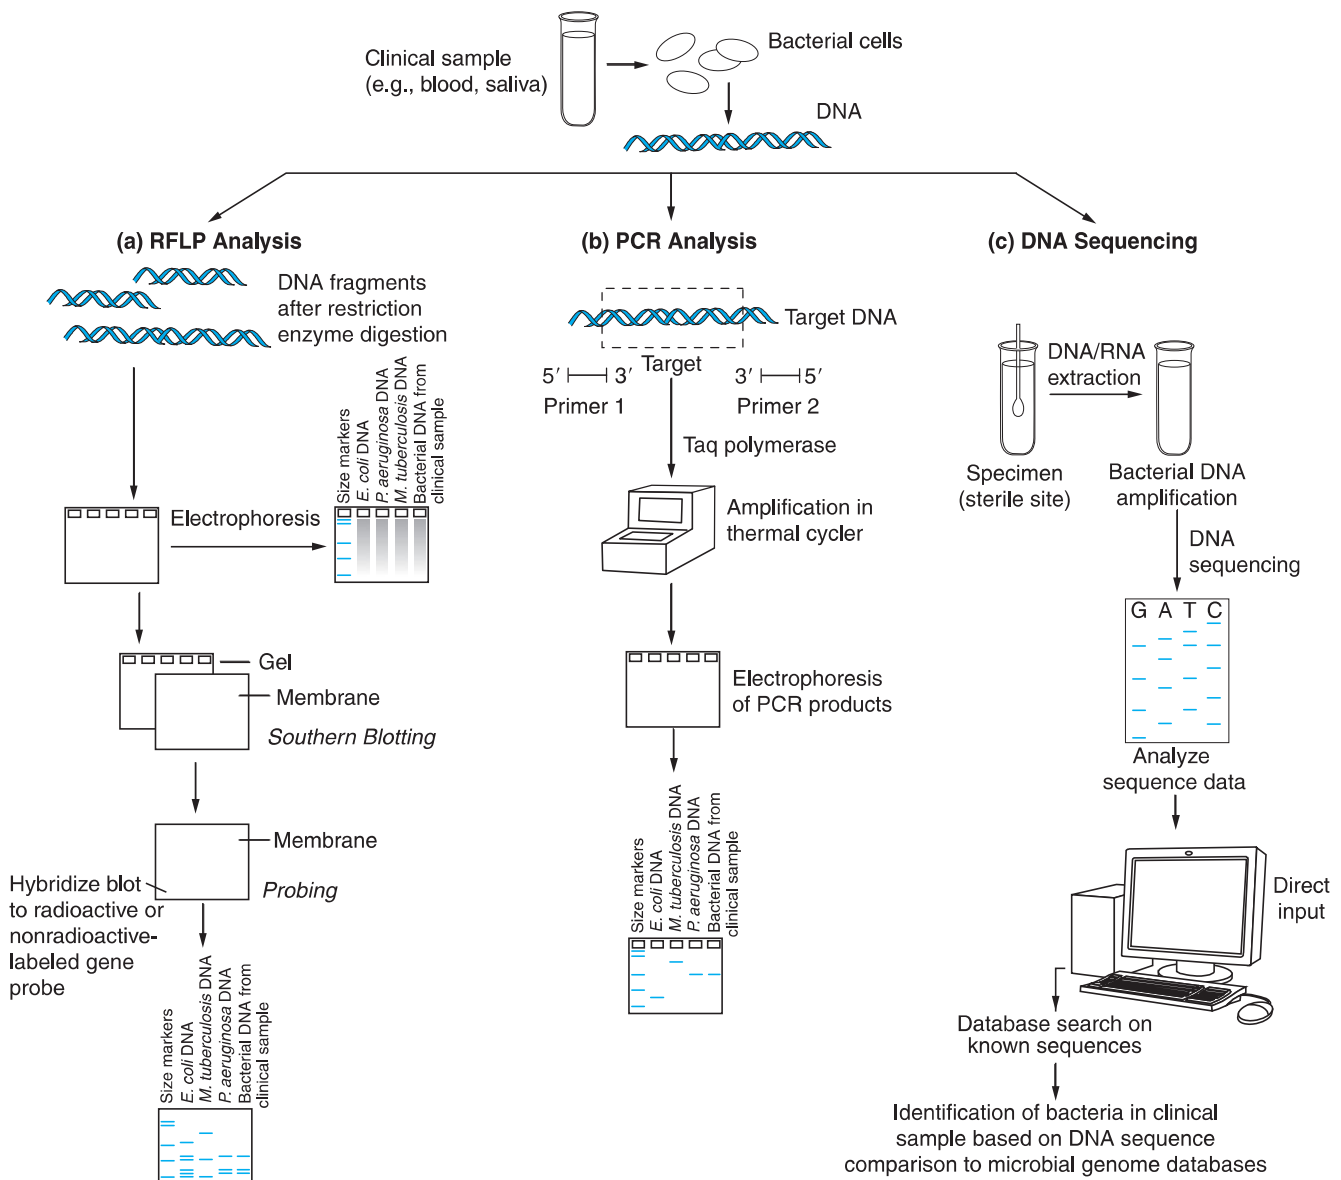 Clinical sample
(e.g., blood, saliva)
Bacterial cells
DNA
(a) RFLP Analysis
DNA fragments
after restriction
enzyme digestion
Electrophoresis
Size markers
E. coli DNA
P. aeruginosa DNA
M. tuberculosis DNA
Bacterial DNA from
clinical sample
Gel
Membrane
Southern Blotting
Membrane
Probing
Hybridize blot
to radioactive or
nonradioactive-
labeled gene
probe
Size markers
E. coli DNA
M. tuberculosis DNA
P. aeruginosa DNA
Bacterial DNA from
clinical sample
(b) PCR Analysis
Target DNA
Target
5′ 3′
3′ 5′
Primer 1
Primer 2
Taq polymerase
Amplification in
thermal cycler
Electrophoresis
of PCR products
Size markers
E. coli DNA
M. tuberculosis DNA
P. aeruginosa DNA
Bacterial DNA from
clinical sample
(c) DNA Sequencing
DNA/RNA
extraction
Specimen
(sterile site)
Bacterial DNA
amplification
DNA
sequencing
G A T C
Analyze
sequence data
Direct
input
Database search on
known sequences
Identification of bacteria in clinical
sample based on DNA sequence
comparison to microbial genome databases